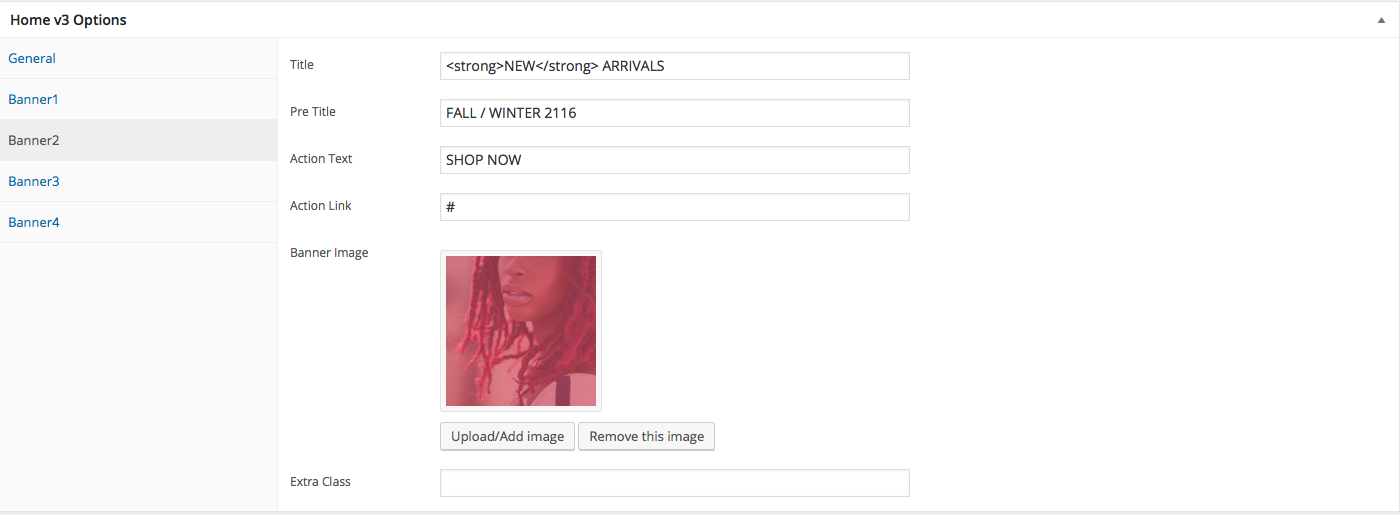 Home v3 Options
General
Banner1
Banner2
Banner3
Banner4
Title
<strong>NEW</strong> ARRIVALS
Pre Title
FALL / WINTER 2116
Action Text
SHOP NOW
Action Link
#
Banner Image
Upload/Add image
Remove this image
Extra Class